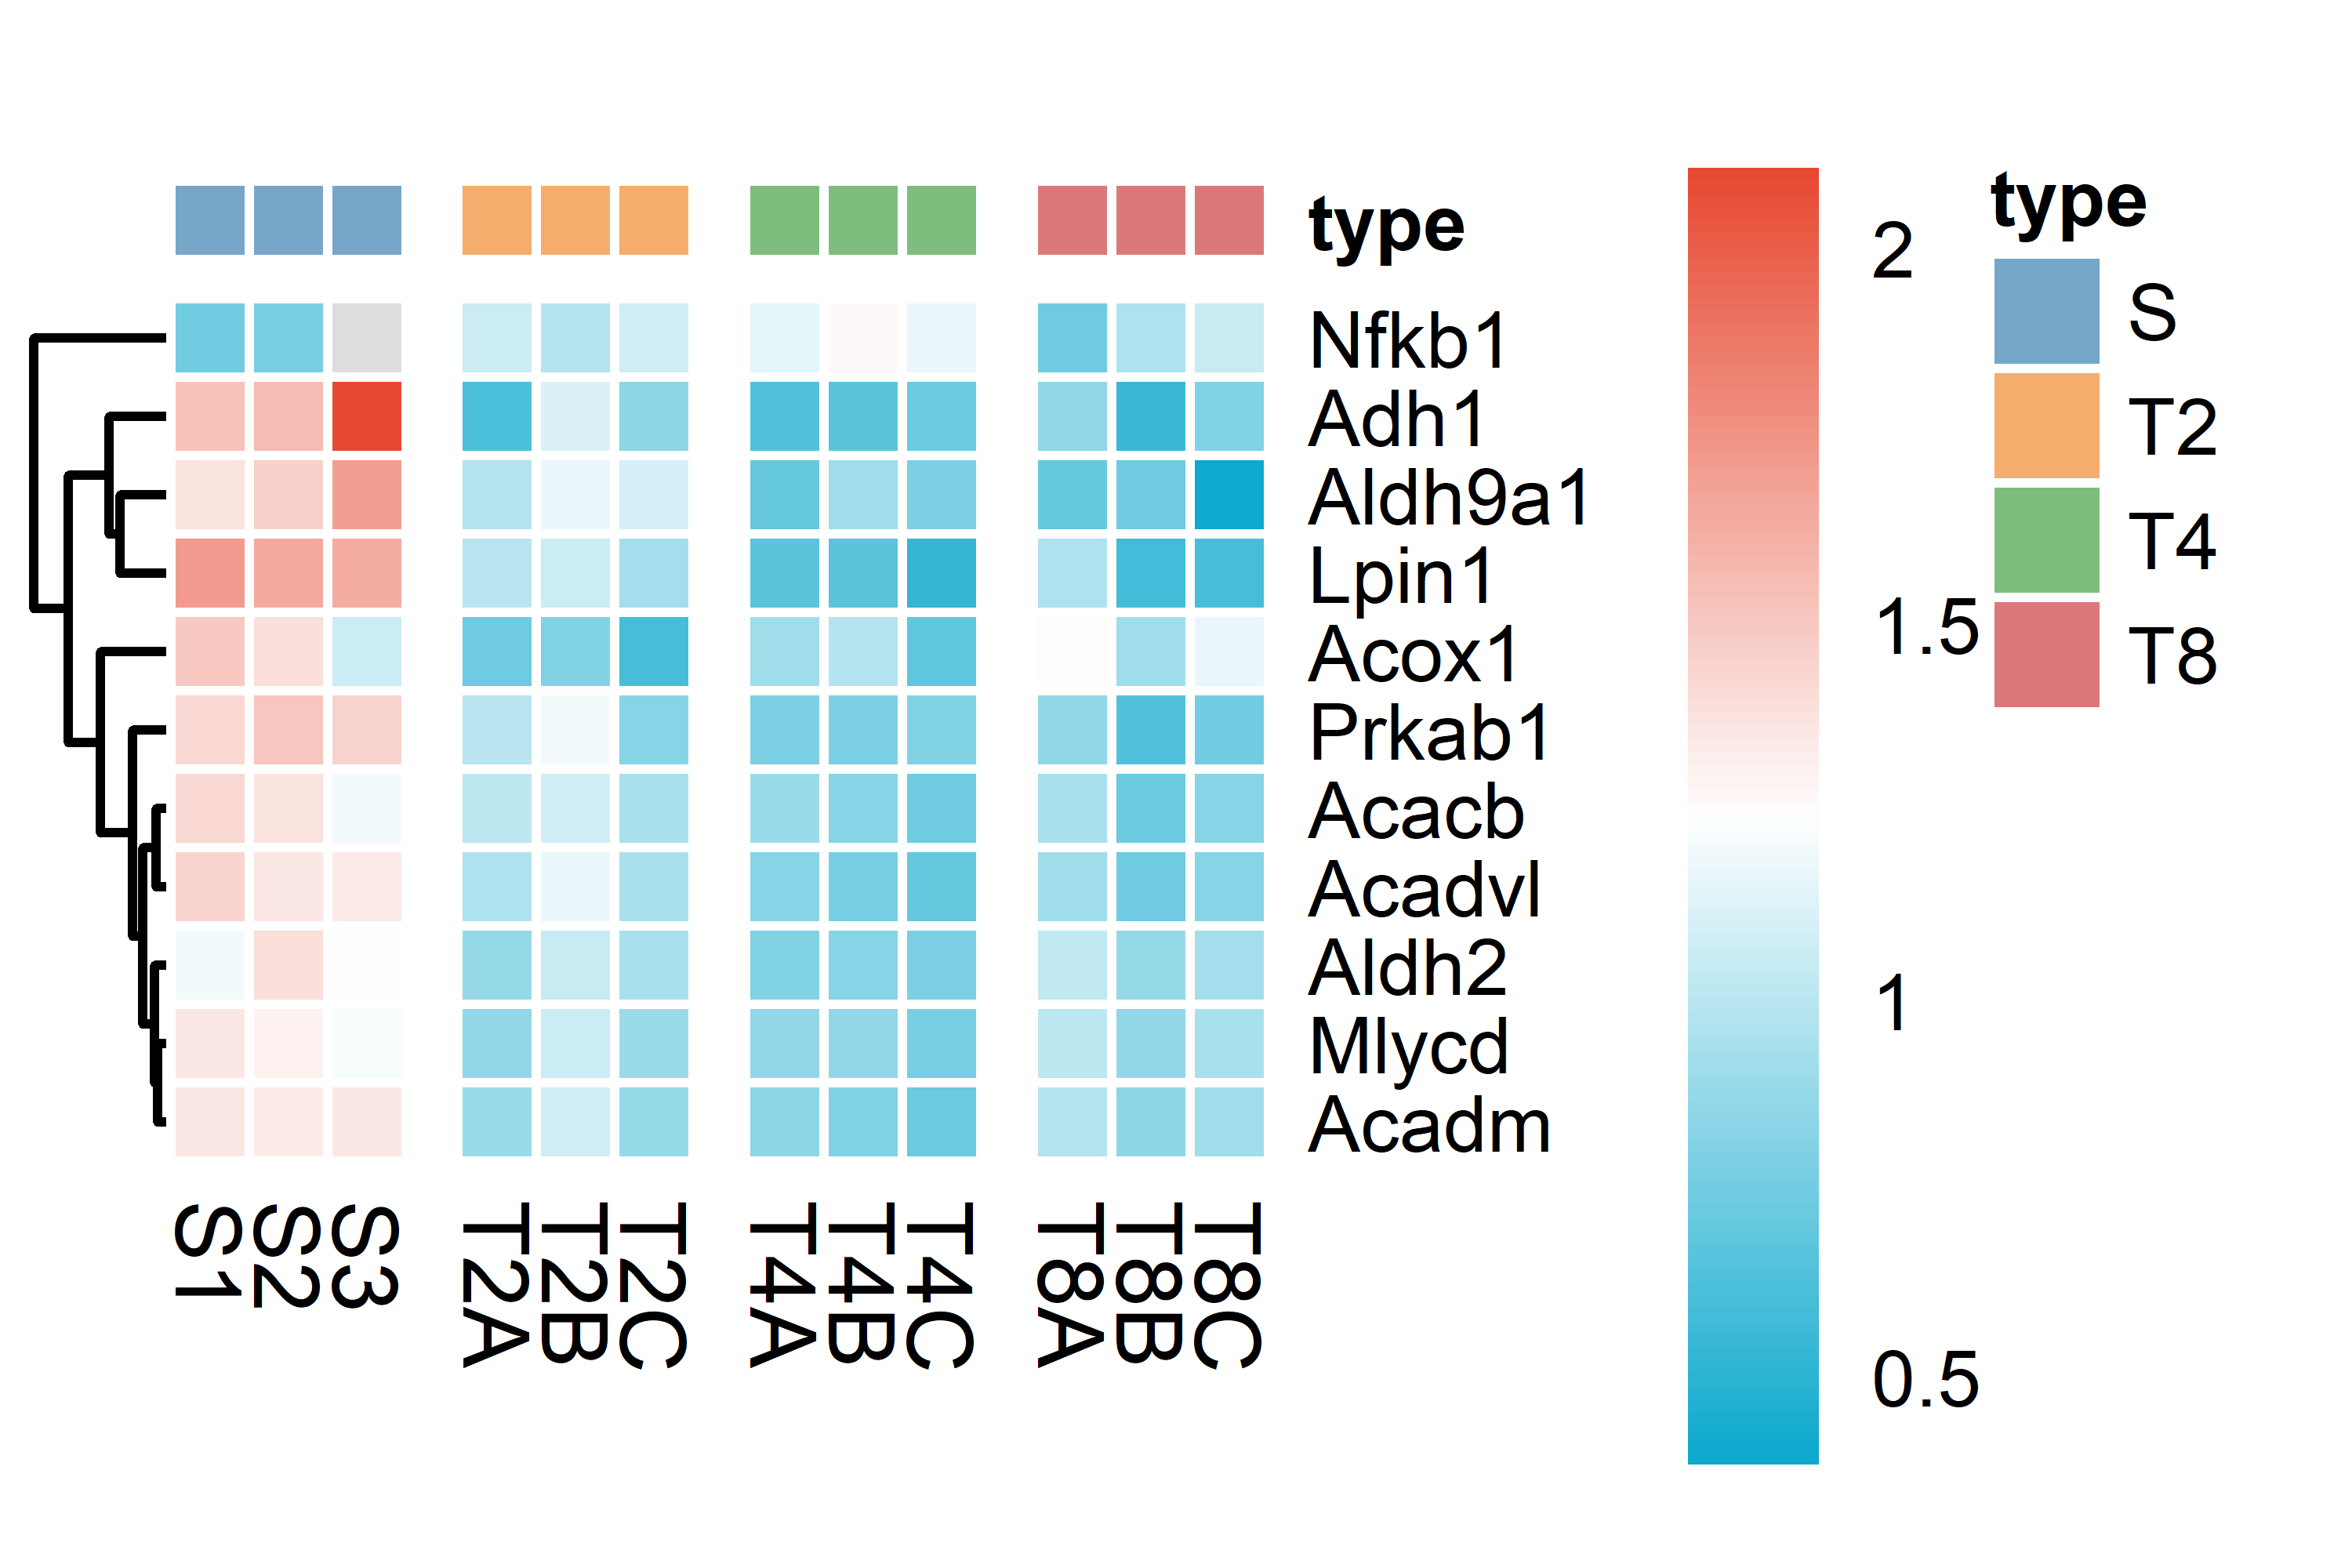 type
Nfkb1
Adh1
Aldh9a1
Lpin1
Acox1
Prkab1
Acacb
Acadvl
Aldh2
Mlycd
Acadm
S1
S2
S3
T2A
T2B
T2C
T4A
T4B
T4C
T8A
T8B
T8C
2
1.5
1
0.5
type
S
T2
T4
T8